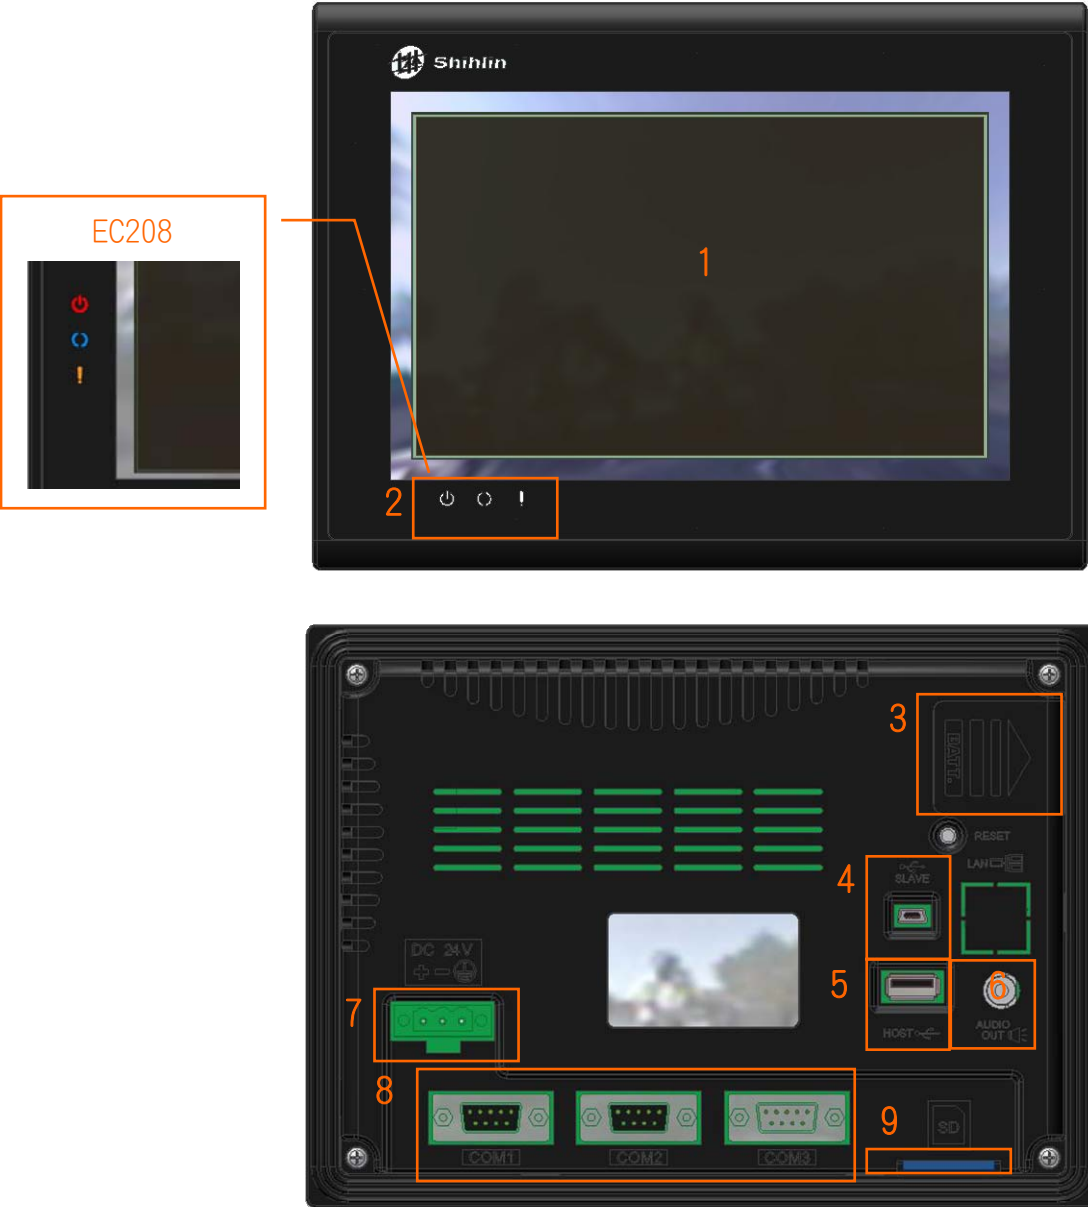 Shihlin
EC208
1
2
3
BATT.
RESET
LAN
4
SLAVE
DC 24V
5
6
7
HOST
AUDIO
OUT
8
9
SD
COM1
COM2
COM3